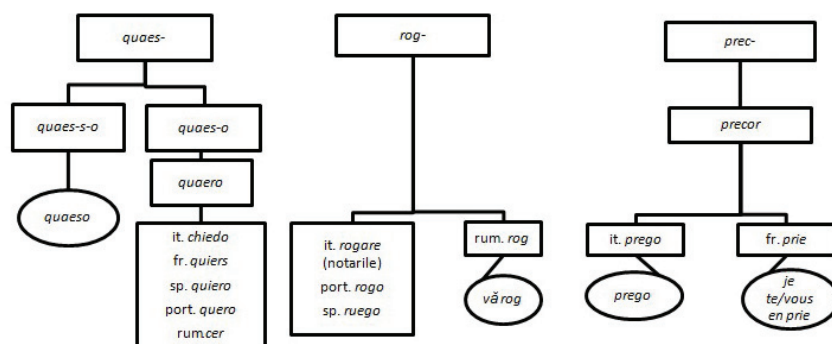 quaes-
quaes-s-o
quaes-o
quaero
quaeso
it. chiedo
fr. quiers
sp. quiero
port. quero
rum.cer
rog-
it. rogare
(notarile)
port. rogo
sp. ruego
rum. rog
vă rog
prec-
precor
it. prego
fr. prie
prego
je
te/vous
en prie